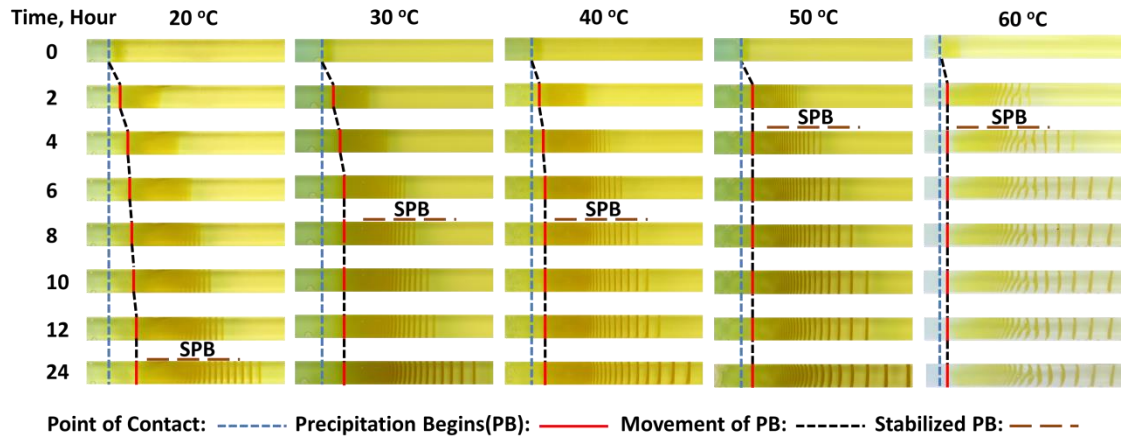 Time, Hour 20 °C 30 °C 40 °C 50 °C 60 °C
0
2
SPB SPB
4
6
SPB SPB
8
10
12
SPB
24
Point of Contact: Precipitation Begins(PB): Movement of PB: Stabilized PB: